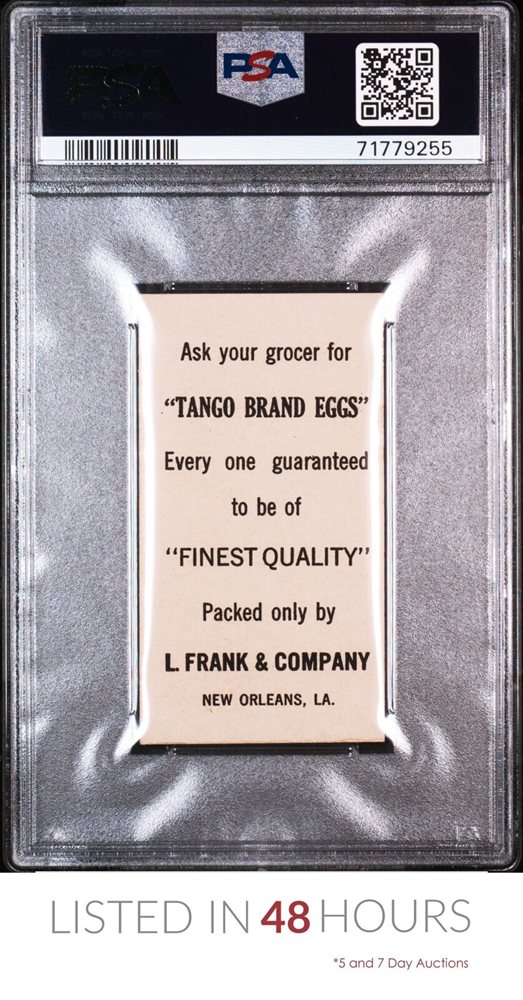 PSA
PSA
71779255
Ask your grocer for
“TANGO BRAND EGGS”
Every one guaranteed
to be of
“FINEST QUALITY”
Packed only by
L. FRANK & COMPANY
NEW ORLEANS, LA.
LISTED IN 48 HOURS
*5 and 7 Day Auctions